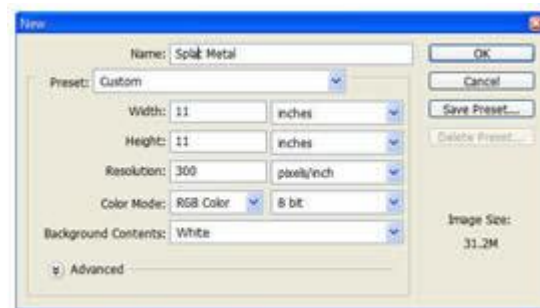 New
Name: Splat Metal
OK
Preset: Custom
Cancel
Width: 11 inches
Save Preset...
Height: 11 inches
Delete Preset...
Resolution: 300 pixels/inch
Color Mode: RGB Color 8 bit
Image Size:
Background Contents: White
31.2M
Advanced